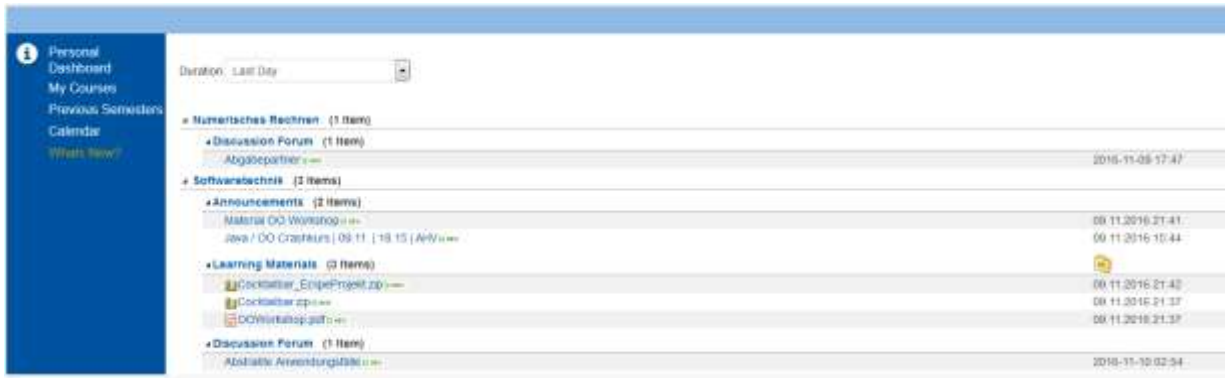 Personal
Dashboard
My Courses
Previous Semesters
Calendar
Whats New?
Duration: Last Day
Numerisches Rechnen (1 Item)
Discussion Forum (1 Item)
Abgabepartner
2016-11-09 17:47
Softwaretechnik
Announcements (2 Items)
Material OO Workshop
09.11.2016 21:41
Java / OO Crashkurs | 09.11. | 18:15 | AHV
09.11.2016 10:44
Learning Materials (3 Items)
Cocktailbar_EclipeProjekt.zip
09.11.2016 21:42
Cocktailbar.zip
09.11.2016 21:37
OOWorkshop.pdf
09.11.2016 21:37
Discussion Forum (1 Item)
Abstrakte Anwendungsfälle
2016-11-10 02:54